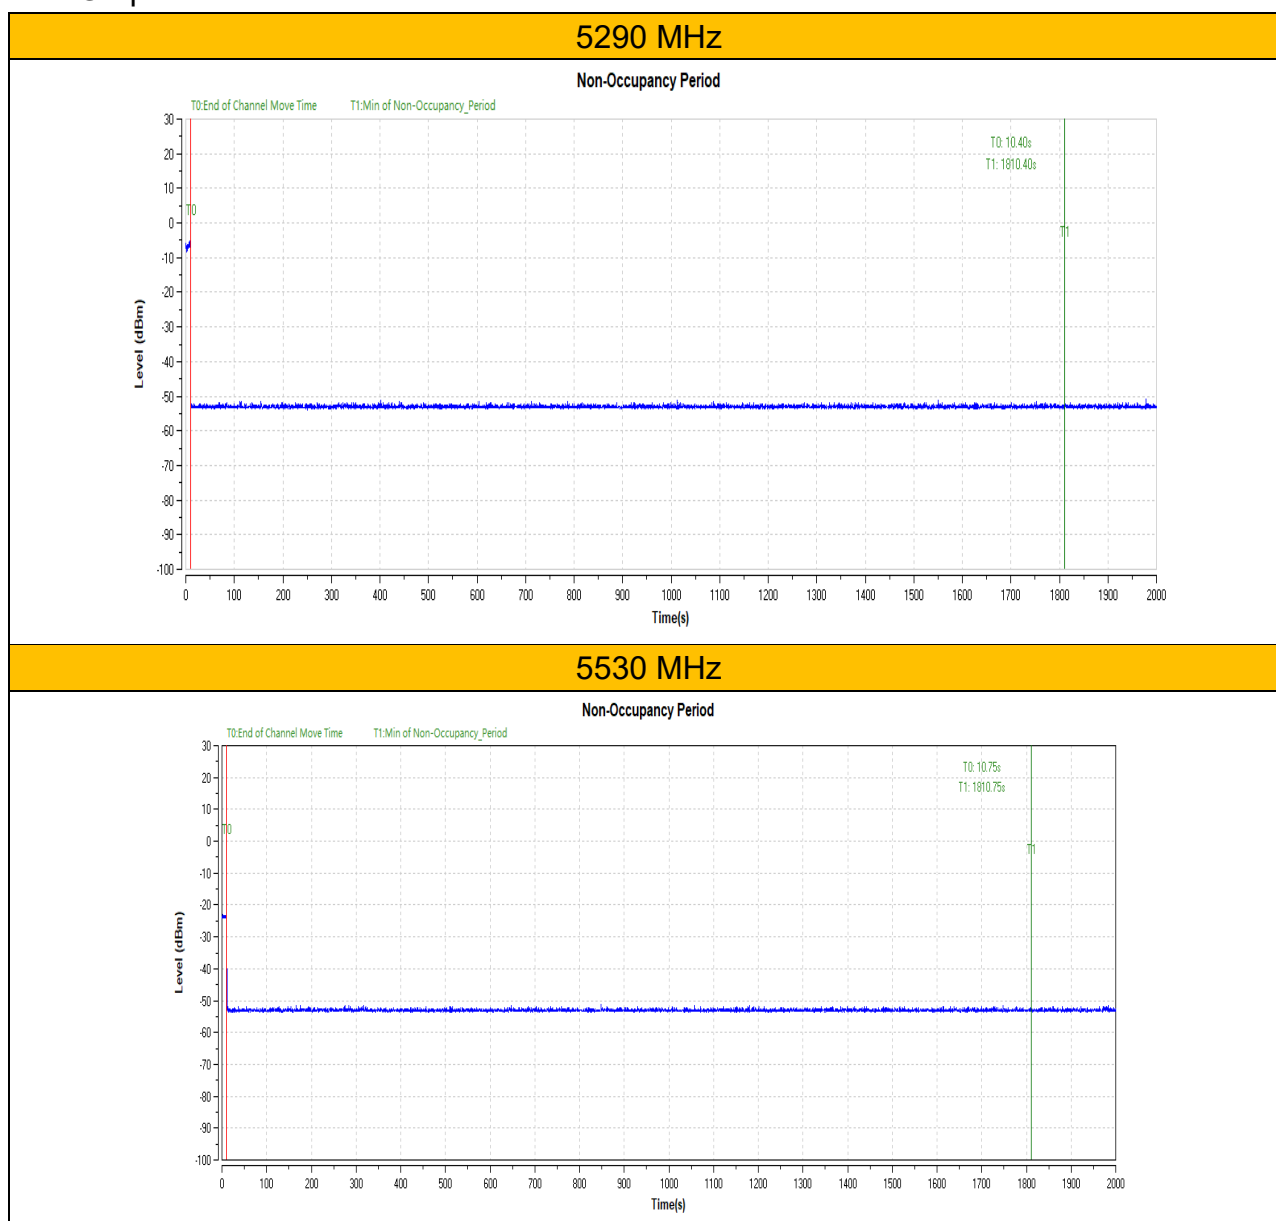 5290 MHz
Non-Occupancy Period
T0:End of Channel Move Time T1:Min of Non-Occupancy_Period
T0: 10.40s
T1: 1810.40s
30
20
10
T0
0
T1
-10
-20
-30
-40
-50
-60
-70
-80
-90
-100
Level (dBm)
0 100 200 300 400 500 600 700 800 900 1000 1100 1200 1300 1400 1500 1600 1700 1800 1900 2000
Time(s)
5530 MHz
Non-Occupancy Period
T0:End of Channel Move Time T1:Min of Non-Occupancy_Period
30
T0: 10.75s
20
T1: 1810.75s
10
T0
0
T1
-10
-20
-30
-40
-50
-60
-70
-80
-90
-100
Level (dBm)
0 100 200 300 400 500 600 700 800 900 1000 1100 1200 1300 1400 1500 1600 1700 1800 1900 2000
Time(s)